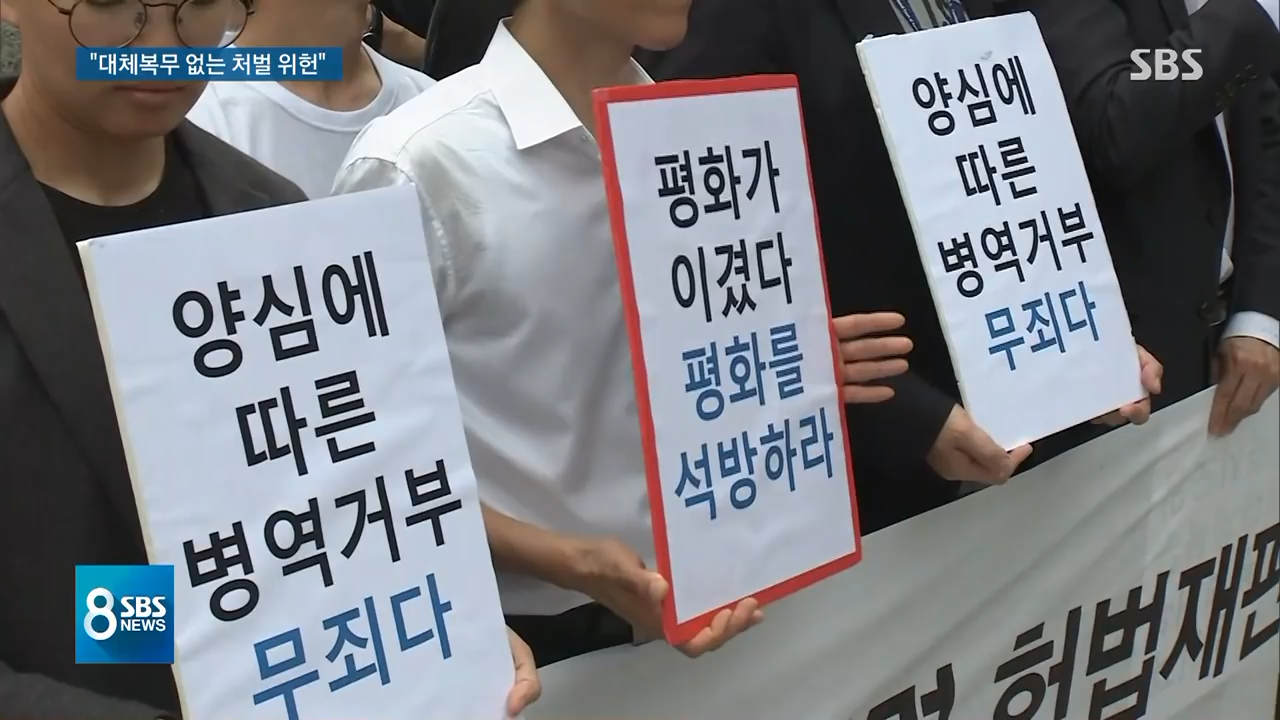 "대체복무 없는 처벌 위헌"
SBS
양심에
따른
병역거부
무죄다
평화가
이겼다
평화를
석방하라
양심에
따른
병역거부
무죄다
8 SBS
NEWS
헌법재판